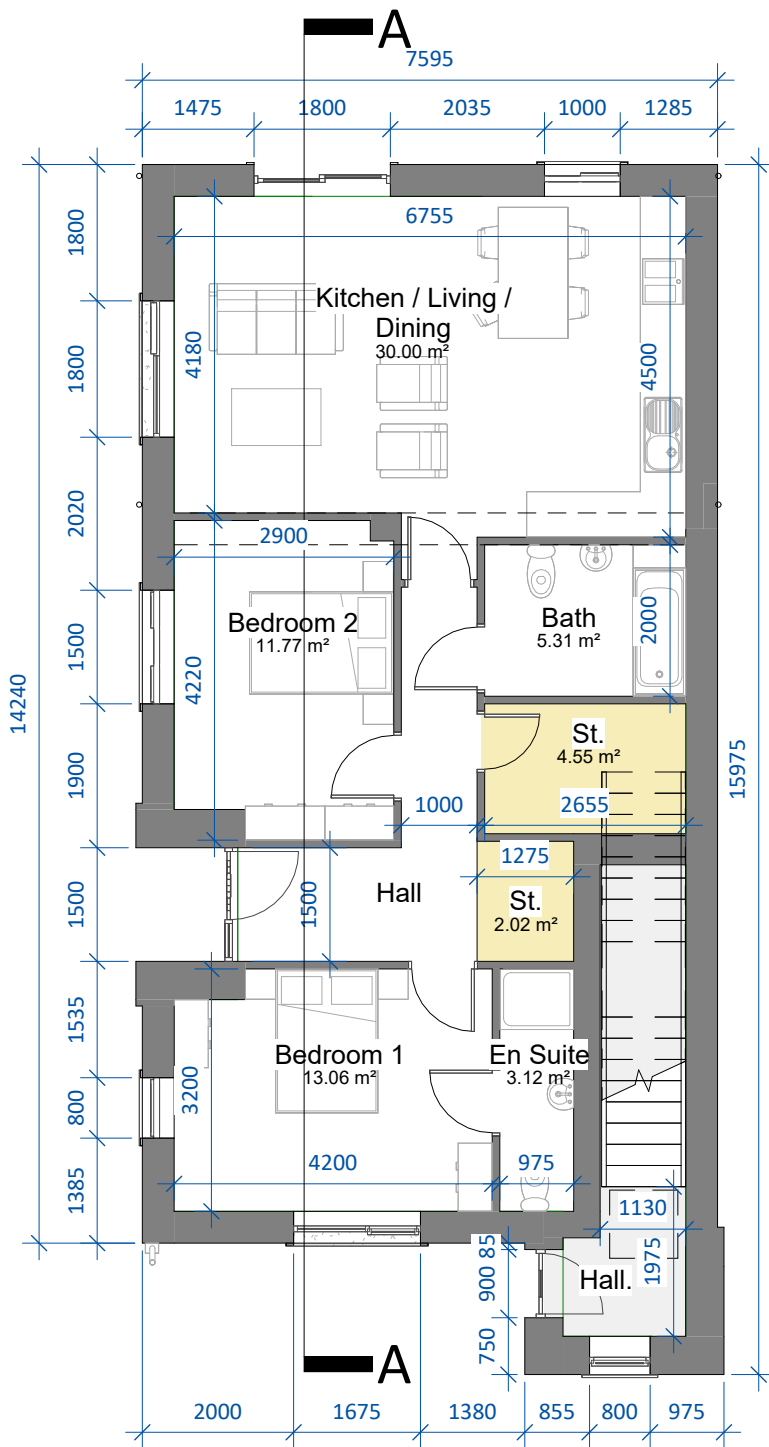 A
7595
1475 1800 2035 1000 1285
1800
6755
Kitchen / Living /
Dining
30.00 m²
4180
4500
1800
2020
2900
Bedroom 2
11.77 m²
Bath
5.31 m²
2000
1500
4220
14240
15975
St.
4.55 m²
1900
1000
2655
1275
Hall
St.
2.02 m²
1500
1500
1535
Bedroom 1
13.06 m²
En Suite
3.12 m²
3200
800
4200
975
1385
1130
1975
85
Hall.
900
750
A
2000 1675 1380 855 800 975